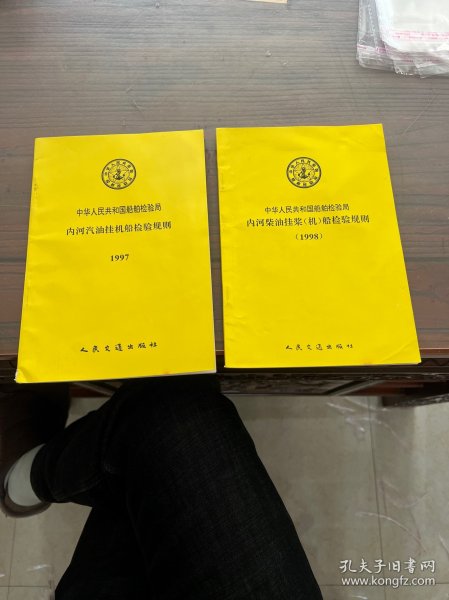 中华人民共和国船舶检验局
内河汽油挂机船检验规则
1997
人民交通出版社
中华人民共和国船舶检验局
内河柴油挂桨(机)船检验规则
(1998)
人民交通出版社
孔夫子旧书网
www.kongfz.com